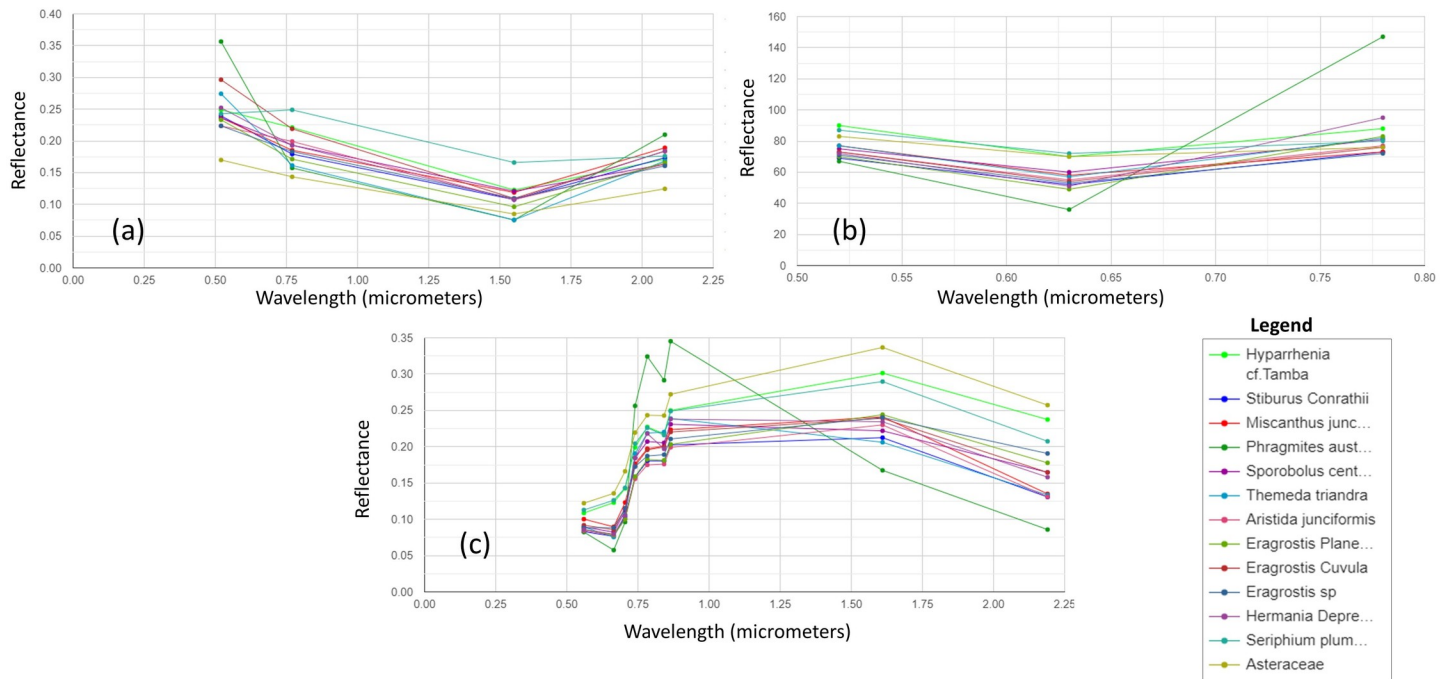 0.40
0.35
0.30
0.25
0.20
0.15
0.10
0.05
0.00
Reflectance
(a)
0.00 0.25 0.50 0.75 1.00 1.25 1.50 1.75 2.00 2.25
Wavelength (micrometers)
160
140
120
100
80
60
40
20
0
Reflectance
(b)
0.50 0.55 0.60 0.65 0.70 0.75 0.80
Wavelength (micrometers)
0.35
0.30
0.25
0.20
0.15
0.10
0.05
0.00
Reflectance
(c)
0.00 0.25 0.50 0.75 1.00 1.25 1.50 1.75 2.00 2.25
Wavelength (micrometers)
Legend
Hyparrhenia
cf.Tamba
Stiburus Conrathii
Miscanthus junc...
Phragmites aust...
Sporobolus cent...
Themeda triandra
Aristida junciformis
Eragrostis Plane...
Eragrostis Cuvula
Eragrostis sp
Hermania Depre...
Seriphium plum...
Asteraceae